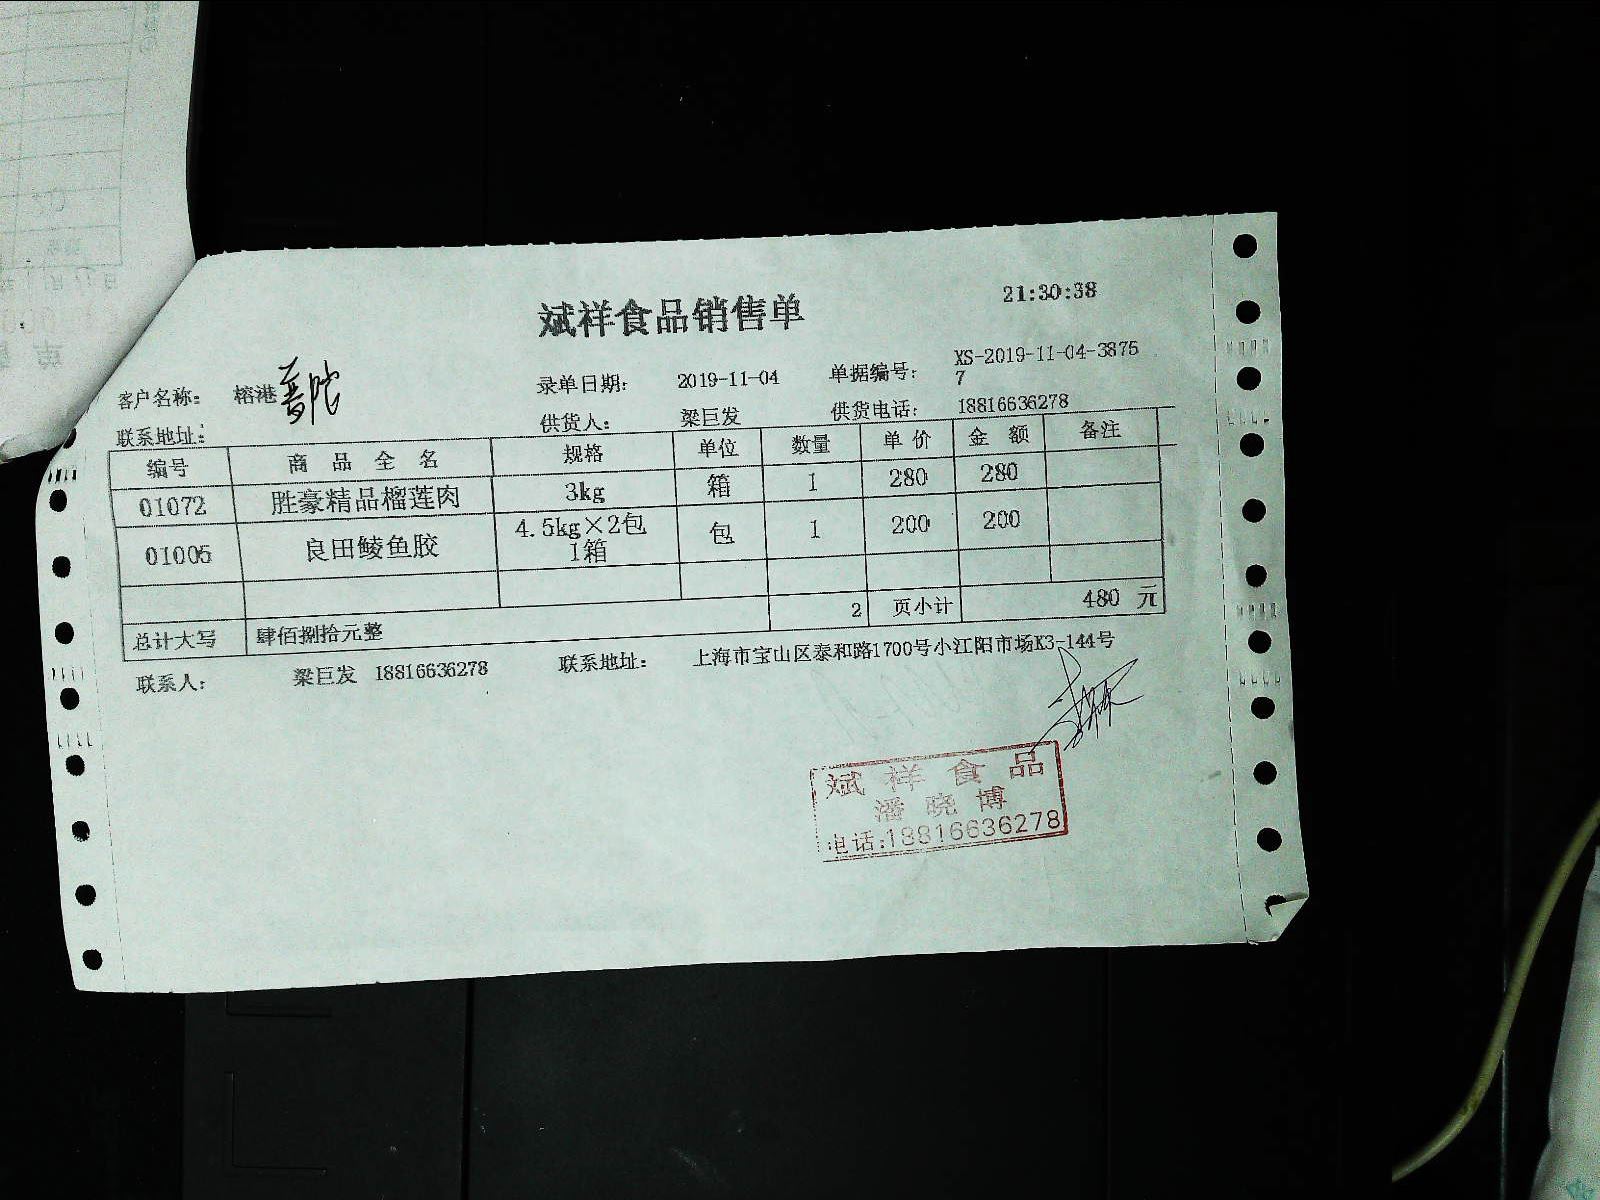 21:30:38
斌祥食品销售单
客户名称： 榕港普陀 录单日期： 2019-11-04 单据编号： XS-2019-11-04-3875
7
联系地址： 供货人： 梁巨发 供货电话： 18816636278
编号 商品全名 规格 单位 数量 单价 金额 备注
01072 胜豪精品榴莲肉 3kg 箱 1 280 280
01005 良田鲮鱼胶 4.5kg×2包 包 1 200 200
1箱
2 页小计 480 元
总计大写 肆佰捌拾元整
联系人： 梁巨发 18816636278 联系地址： 上海市宝山区泰和路1700号小江阳市场K3-144号
斌祥食品
潘晓博
电话:18816636278